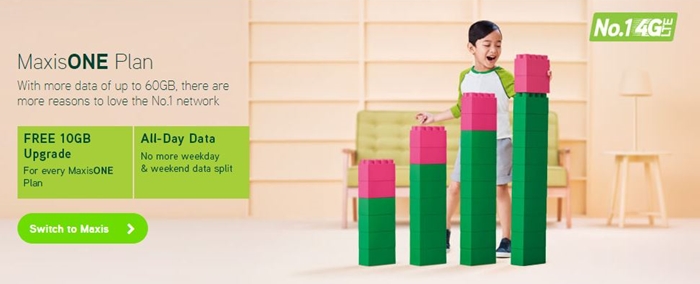 No.1 4G LTE
MaxisONE Plan
With more data of up to 60GB, there are
more reasons to love the No.1 network
FREE 10GB
Upgrade
For every MaxisONE
Plan
All-Day Data
No more weekday
& weekend data split
Switch to Maxis